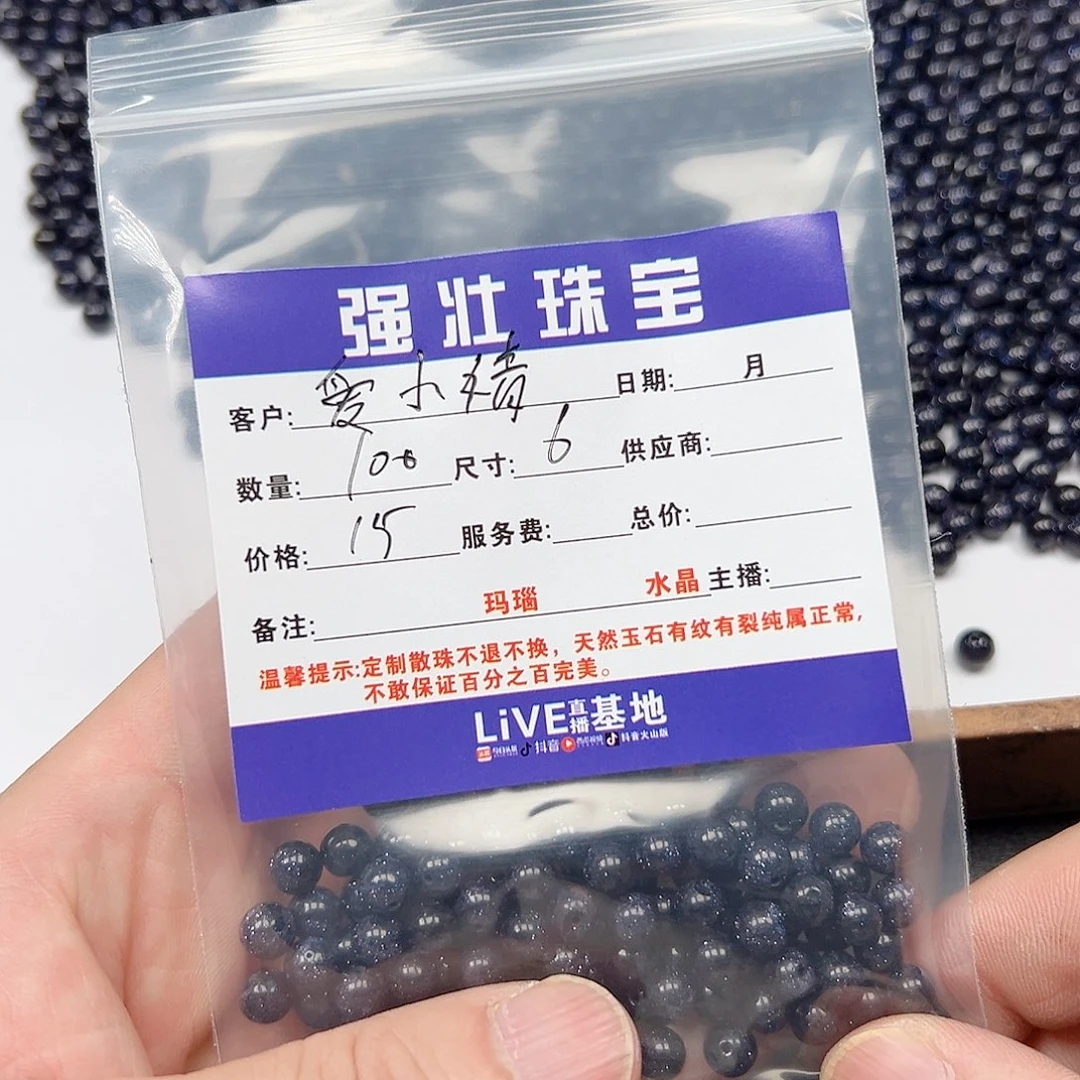 强壮珠宝
客户: 爱小婧 日期: 月
数量: 100 尺寸: 6 供应商:
价格: 15 服务费: 总价:
备注: 玛瑙 水晶 主播:
温馨提示:定制散珠不退不换，天然玉石有纹有裂纯属正常,
不敢保证百分之百完美。
LiVE直播基地
抖音 抖音火山版